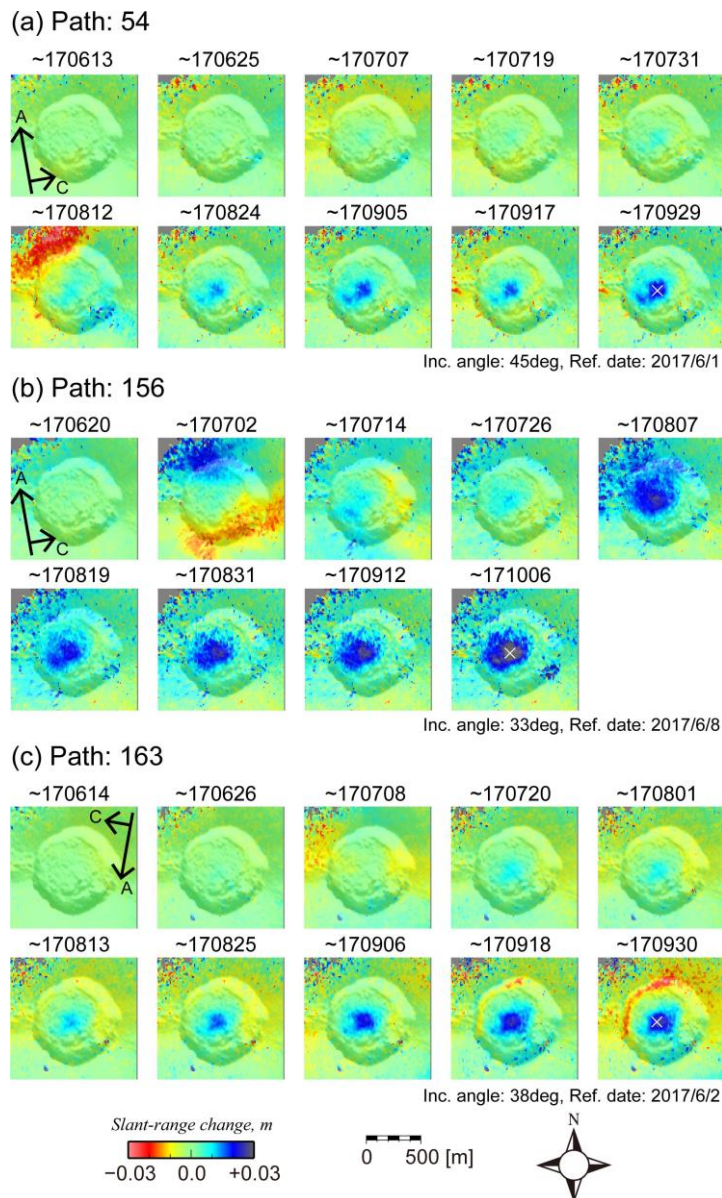 (a) Path: 54
~170613 ~170625 ~170707 ~170719 ~170731
A
C
~170812 ~170824 ~170905 ~170917 ~170929
Inc. angle: 45deg, Ref. date: 2017/6/1
(b) Path: 156
~170620 ~170702 ~170714 ~170726 ~170807
A
C
~170819 ~170831 ~170912 ~171006
Inc. angle: 33deg, Ref. date: 2017/6/8
(c) Path: 163
~170614 ~170626 ~170708 ~170720 ~170801
C
A
~170813 ~170825 ~170906 ~170918 ~170930
Inc. angle: 38deg, Ref. date: 2017/6/2
Slant-range change, m
−0.03 0.0 +0.03
0 500 [m]
N